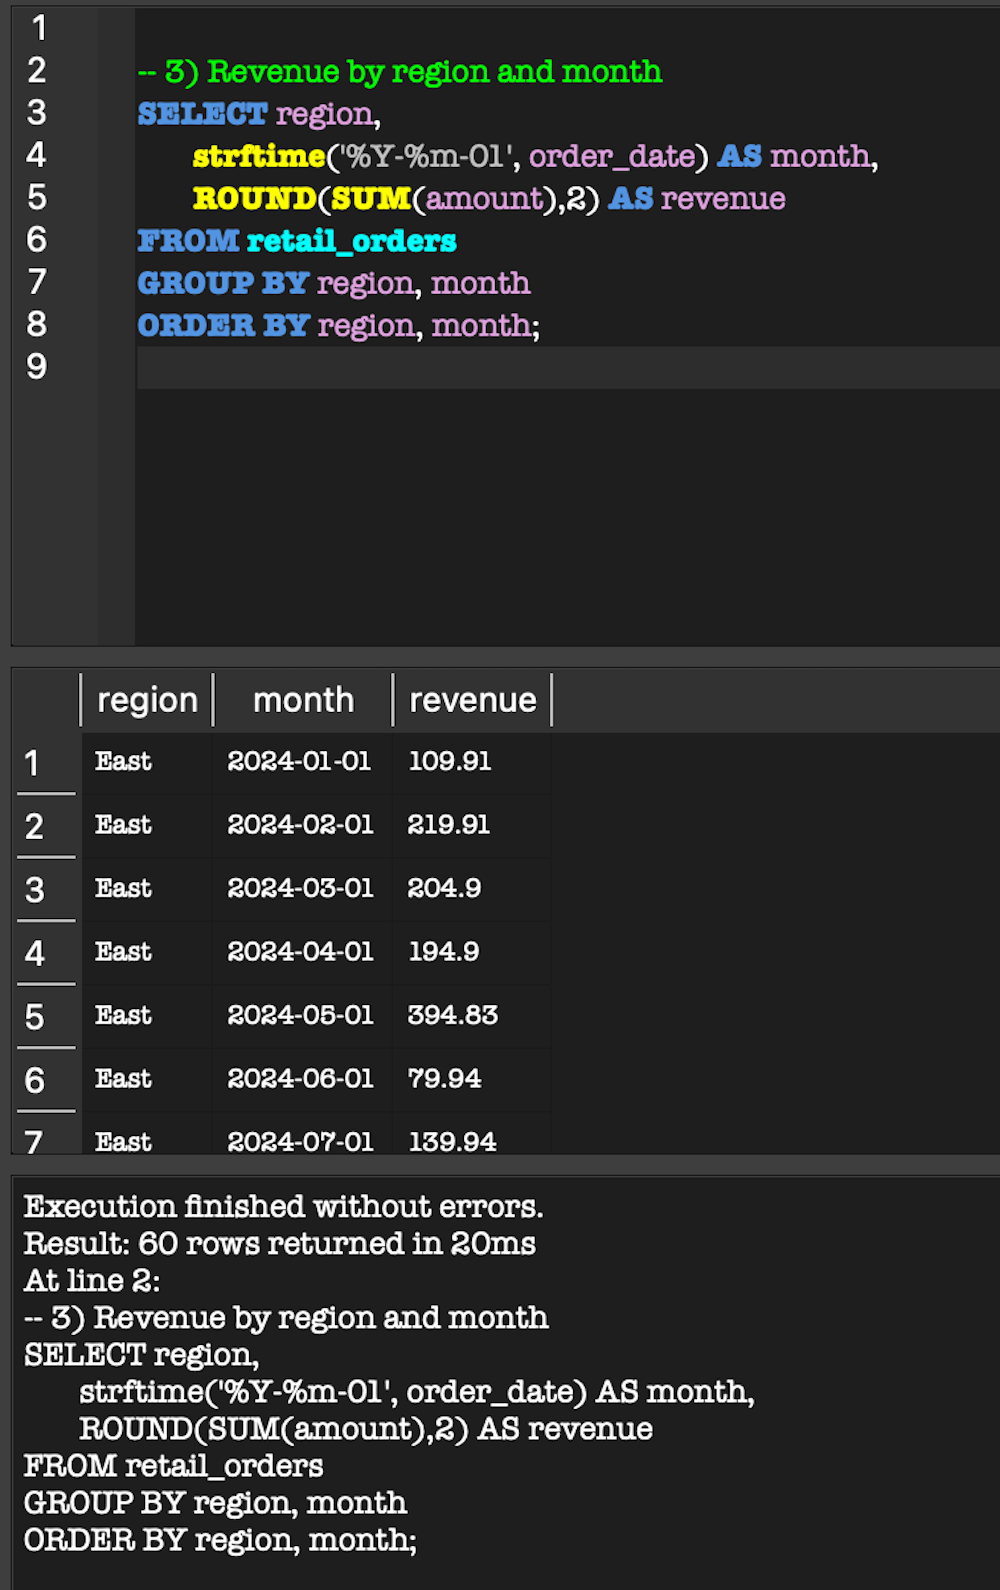 1
2 -- 3) Revenue by region and month
3 SELECT region,
4 strftime('%Y-%m-01', order_date) AS month,
5 ROUND(SUM(amount),2) AS revenue
6 FROM retail_orders
7 GROUP BY region, month
8 ORDER BY region, month;
9
region month revenue
1 East 2024-01-01 109.91
2 East 2024-02-01 219.91
3 East 2024-03-01 204.9
4 East 2024-04-01 194.9
5 East 2024-05-01 394.83
6 East 2024-06-01 79.94
7 East 2024-07-01 139.94
Execution finished without errors.
Result: 60 rows returned in 20ms
At line 2:
-- 3) Revenue by region and month
SELECT region,
strftime('%Y-%m-01', order_date) AS month,
ROUND(SUM(amount),2) AS revenue
FROM retail_orders
GROUP BY region, month
ORDER BY region, month;